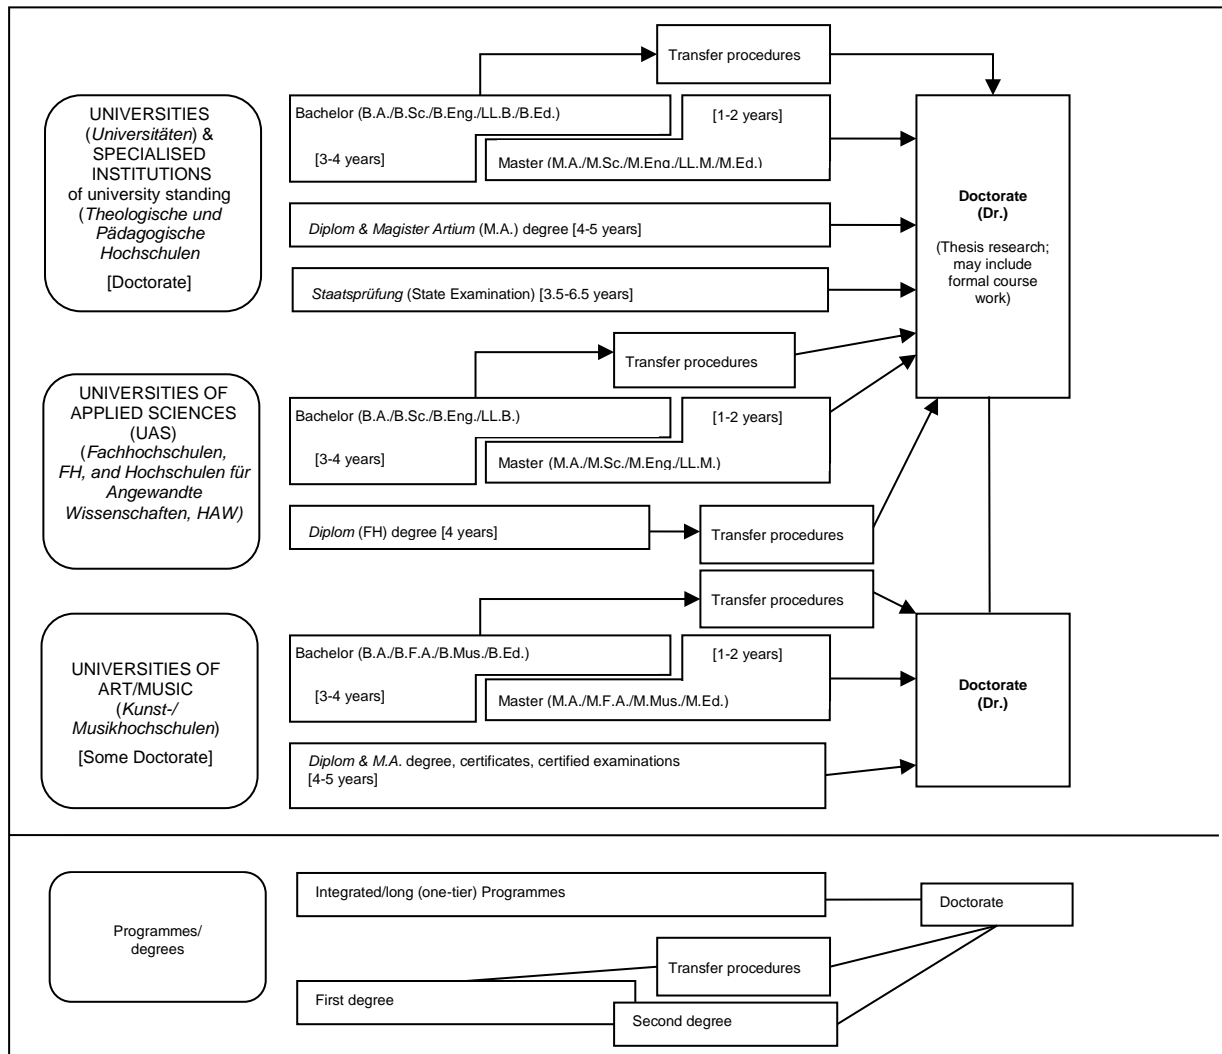 Transfer procedures
UNIVERSITIES
(Universitäten) &
SPECIALISED
INSTITUTIONS
of university standing
(Theologische und
Pädagogische
Hochschulen
[Doctorate]
Bachelor (B.A./B.Sc./B.Eng./LL.B./B.Ed.)
[3-4 years]
[1-2 years]
Master (M.A./M.Sc./M.Eng./LL.M./M.Ed.)
Diplom & Magister Artium (M.A.) degree [4-5 years]
Staatsprüfung (State Examination) [3.5-6.5 years]
Doctorate
(Dr.)
(Thesis research;
may include
formal course
work)
Transfer procedures
UNIVERSITIES OF
APPLIED SCIENCES
(UAS)
(Fachhochschulen,
FH, and Hochschulen für
Angewandte
Wissenschaften, HAW)
Bachelor (B.A./B.Sc./B.Eng./LL.B.)
[3-4 years]
[1-2 years]
Master (M.A./M.Sc./M.Eng./LL.M.)
Diplom (FH) degree [4 years]
Transfer procedures
Transfer procedures
UNIVERSITIES OF
ART/MUSIC
(Kunst-/
Musikhochschulen)
[Some Doctorate]
Bachelor (B.A./B.F.A./B.Mus./B.Ed.)
[3-4 years]
[1-2 years]
Master (M.A./M.F.A./M.Mus./M.Ed.)
Diplom & M.A. degree, certificates, certified examinations
[4-5 years]
Doctorate
(Dr.)
Programmes/
degrees
Integrated/long (one-tier) Programmes
Doctorate
Transfer procedures
First degree
Second degree